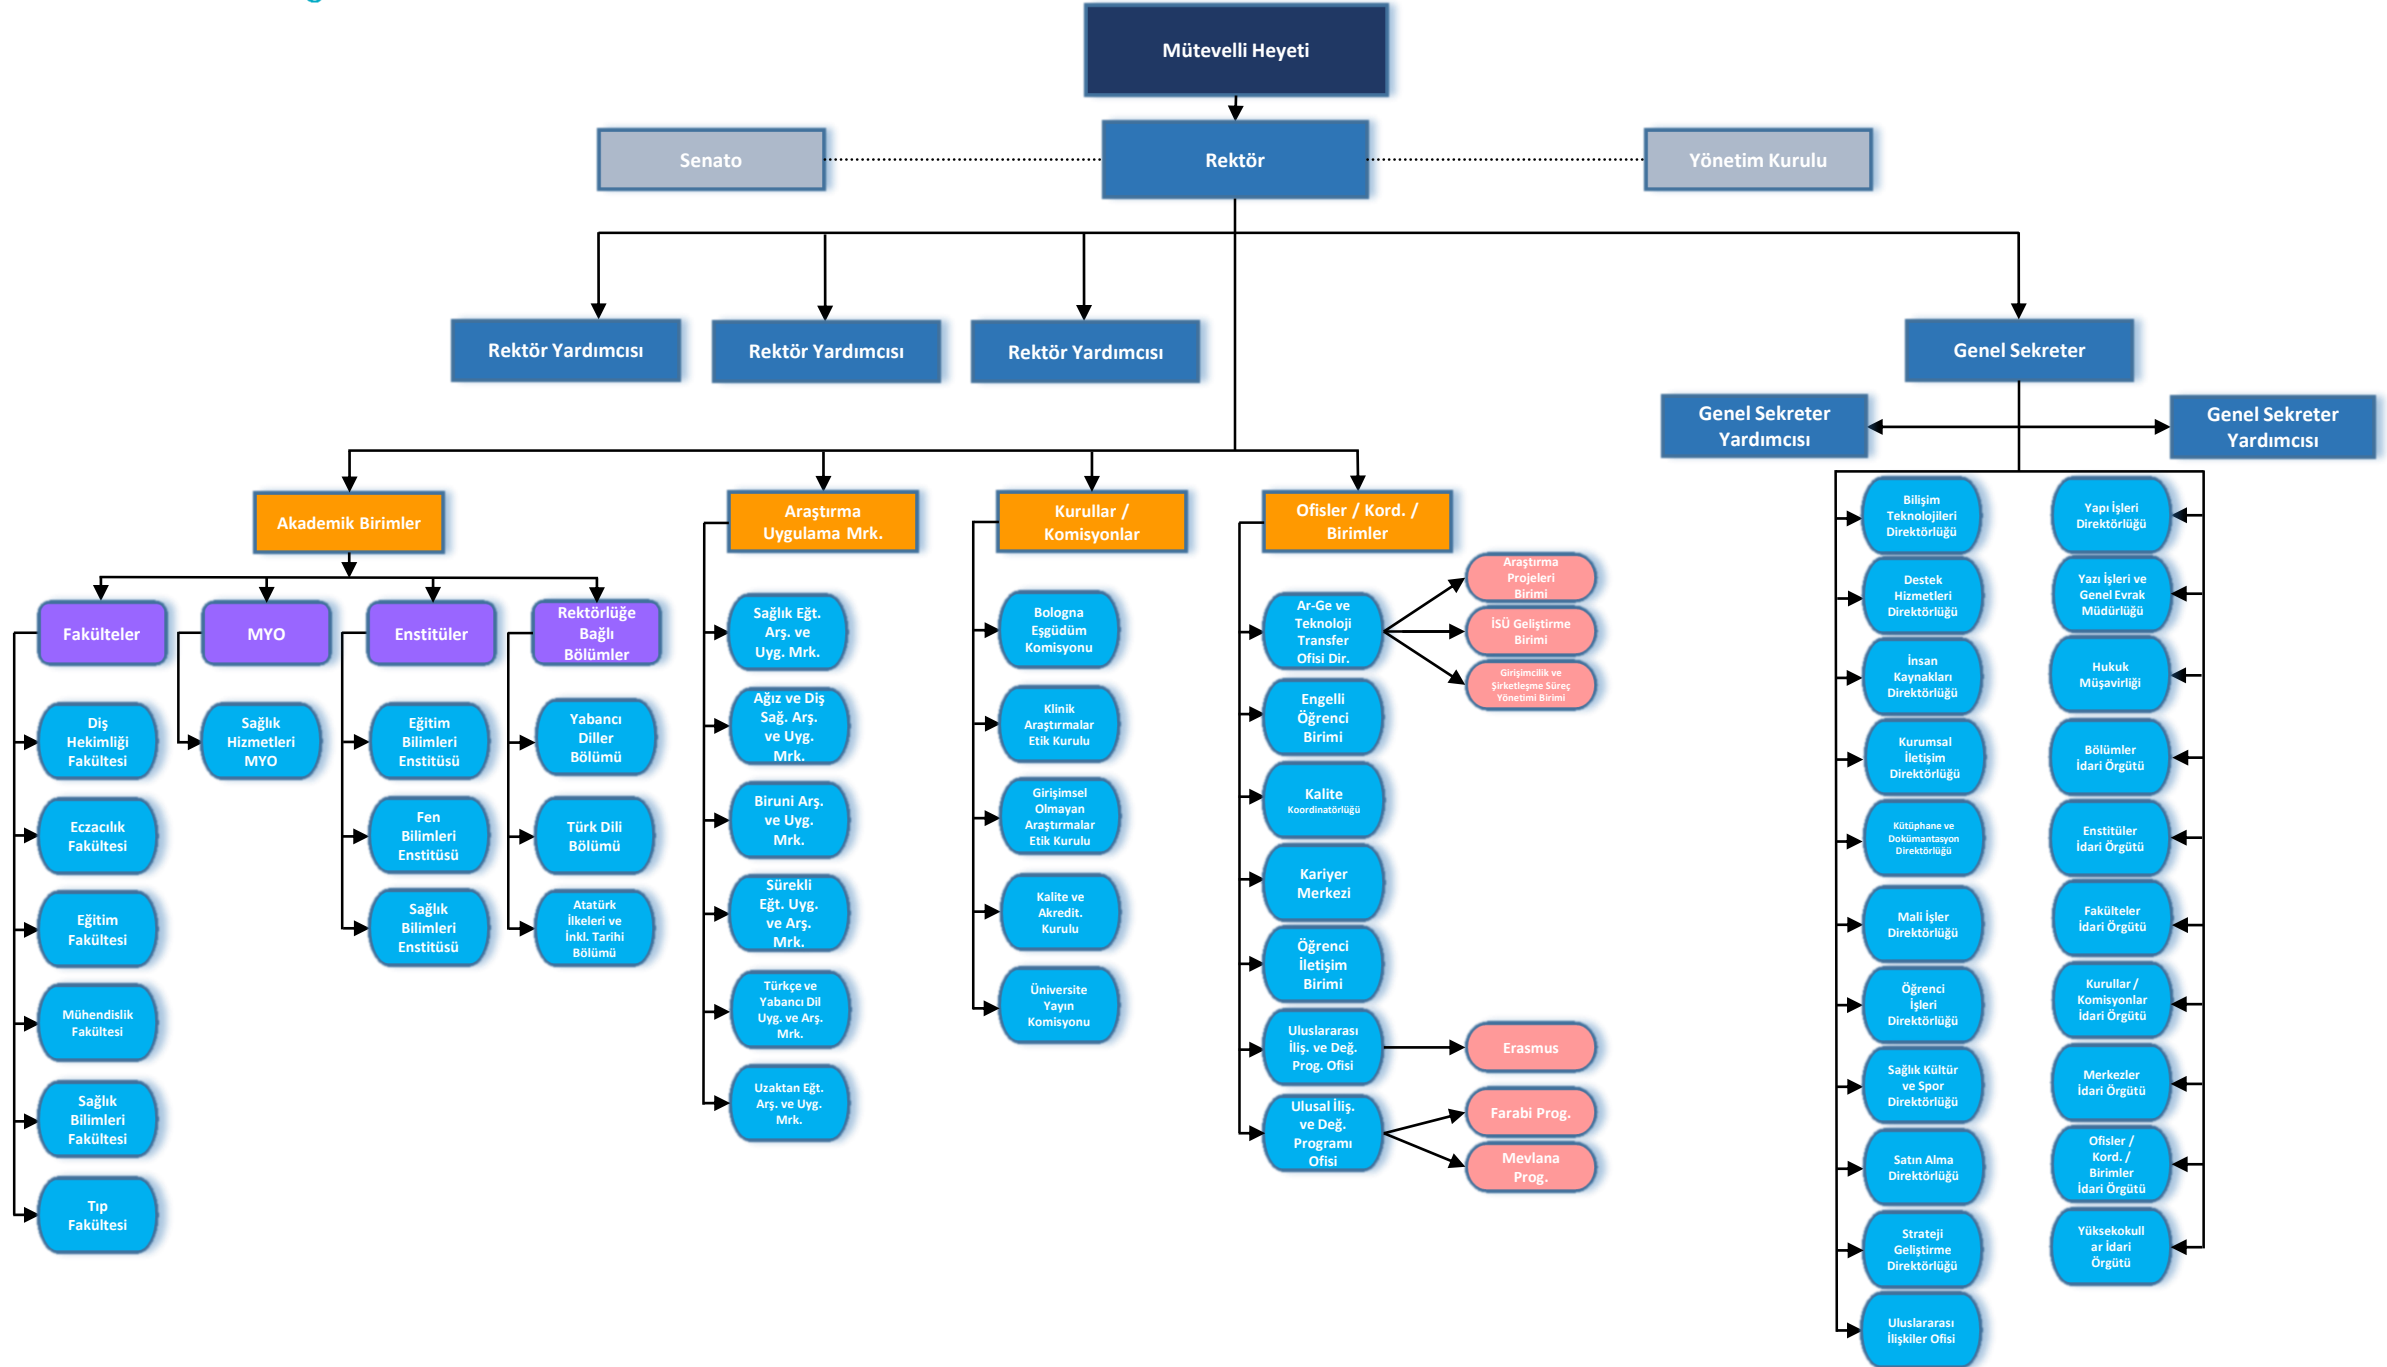 Mütevelli Heyeti
Senato
Rektör
Yönetim Kurulu
Rektör Yardımcısı
Rektör Yardımcısı
Rektör Yardımcısı
Genel Sekreter
Genel Sekreter
Yardımcısı
Genel Sekreter
Yardımcısı
Akademik Birimler
Fakülteler
Diş
Hekimliği
Fakültesi
Eczacılık
Fakültesi
Eğitim
Fakültesi
Mühendislik
Fakültesi
Sağlık
Bilimleri
Fakültesi
Tıp
Fakültesi
MYO
Sağlık
Hizmetleri
MYO
Enstitüler
Eğitim
Bilimleri
Enstitüsü
Fen
Bilimleri
Enstitüsü
Sağlık
Bilimleri
Enstitüsü
Rektörlüğe
Bağlı
Bölümler
Yabancı
Diller
Bölümü
Türk Dili
Bölümü
Atatürk
İlkeleri ve
İnkl. Tarihi
Bölümü
Araştırma
Uygulama Mrk.
Sağlık Eğt.
Arş. ve
Uyg. Mrk.
Ağız ve Diş
Sağ. Arş.
ve Uyg.
Mrk.
Biruni Arş.
ve Uyg.
Mrk.
Sürekli
Eğt. Uyg.
ve Arş.
Mrk.
Türkçe ve
Yabancı Dil
Uyg. ve Arş.
Mrk.
Uzaktan Eğt.
Arş. ve Uyg.
Mrk.
Kurullar /
Komisyonlar
Bologna
Eşgüdüm
Komisyonu
Klinik
Araştırmalar
Etik Kurulu
Girişimsel
Olmayan
Araştırmalar
Etik Kurulu
Kalite ve
Akredit.
Kurulu
Üniversite
Yayın
Komisyonu
Ofisler / Kord. /
Birimler
Ar-Ge ve
Teknoloji
Transfer
Ofisi Dir.
Araştırma
Projeleri
Birimi
İSÜ Geliştirme
Birimi
Girişimcilik ve
Şirketleşme Süreç
Yönetimi Birimi
Engelli
Öğrenci
Birimi
Kalite
Koordinatörlüğü
Kariyer
Merkezi
Öğrenci
İletişim
Birimi
Uluslararası
İliş. ve Değ.
Prog. Ofisi
Erasmus
Ulusal İliş.
ve Değ.
Programı
Ofisi
Farabi Prog.
Mevlana
Prog.
Bilişim
Teknolojileri
Direktörlüğü
Destek
Hizmetleri
Direktörlüğü
İnsan
Kaynakları
Direktörlüğü
Kurumsal
İletişim
Direktörlüğü
Kütüphane ve
Dokümantasyon
Direktörlüğü
Mali İşler
Direktörlüğü
Öğrenci
İşleri
Direktörlüğü
Sağlık Kültür
ve Spor
Direktörlüğü
Satın Alma
Direktörlüğü
Strateji
Geliştirme
Direktörlüğü
Uluslararası
İlişkiler Ofisi
Yapı İşleri
Direktörlüğü
Yazı İşleri ve
Genel Evrak
Müdürlüğü
Hukuk
Müşavirliği
Bölümler
İdari Örgütü
Enstitüler
İdari Örgütü
Fakülteler
İdari Örgütü
Kurullar /
Komisyonlar
İdari Örgütü
Merkezler
İdari Örgütü
Ofisler /
Kord. /
Birimler
İdari Örgütü
Yüksekokull
ar İdari
Örgütü